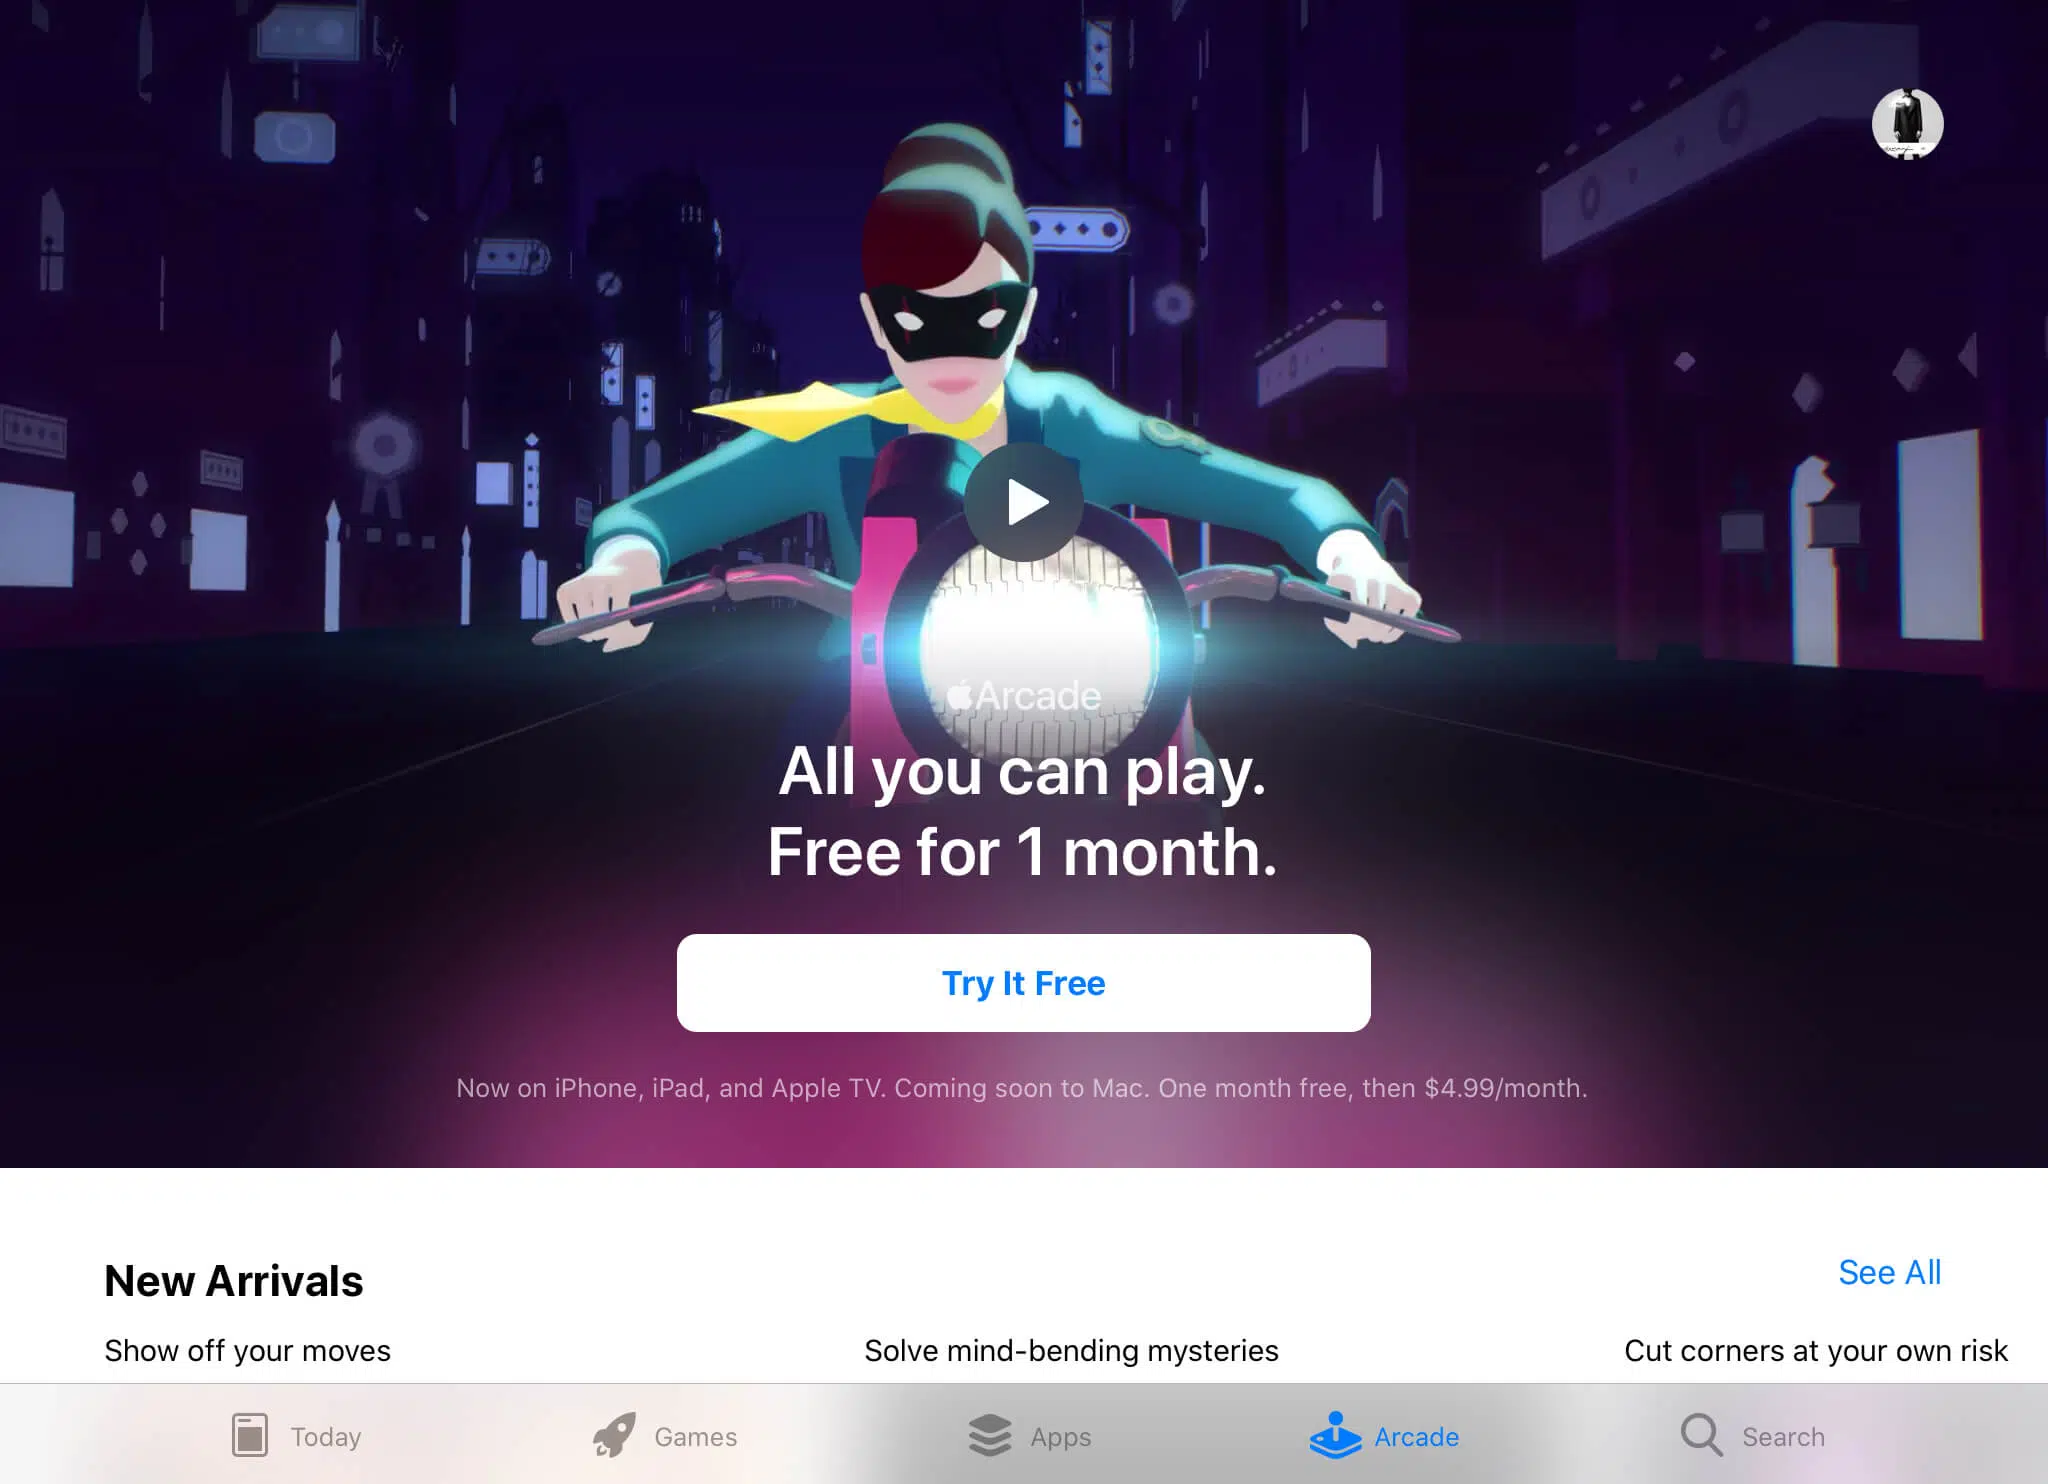 Arcade
All you can play.
Free for 1 month.
Try It Free
Now on iPhone, iPad, and Apple TV. Coming soon to Mac. One month free, then $4.99/month.
New Arrivals
See All
Show off your moves
Solve mind-bending mysteries
Cut corners at your own risk
Today
Games
Apps
Arcade
Search